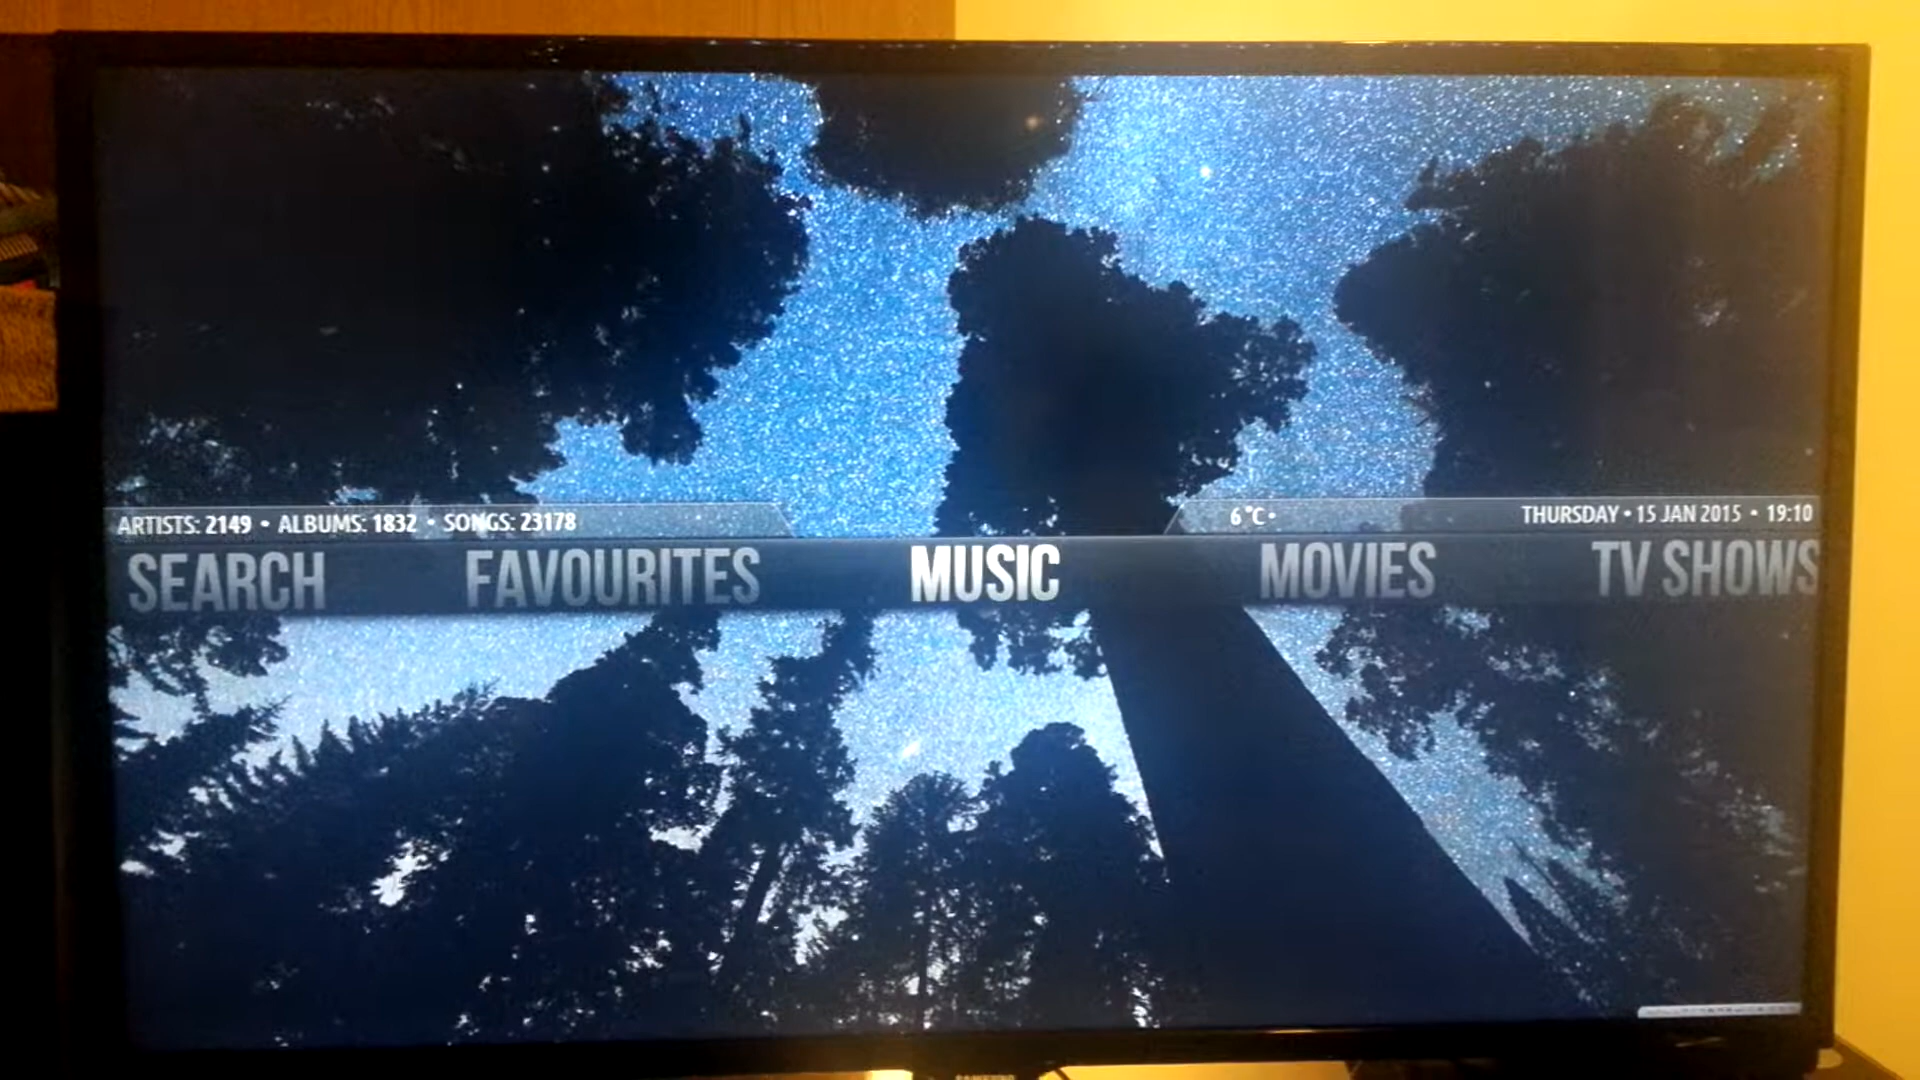 ARTISTS: 2149 • ALBUMS: 1832 • SONGS: 23178
6°C •
THURSDAY • 15 JAN 2015 • 19:10
SEARCH FAVOURITES MUSIC MOVIES TV SHOWS
SAMSUNG